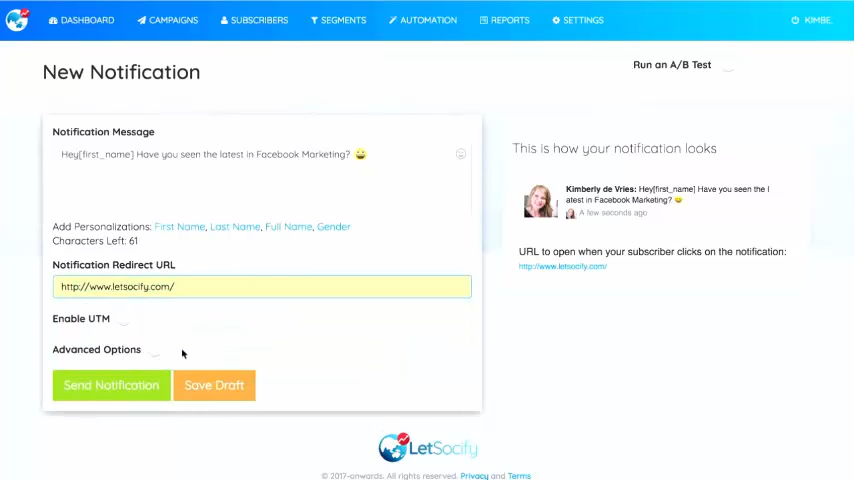 DASHBOARD CAMPAIGNS SUBSCRIBERS SEGMENTS AUTOMATION REPORTS SETTINGS KIMBE.
New Notification
Run an A/B Test
Notification Message
Hey[first_name] Have you seen the latest in Facebook Marketing? 😄
This is how your notification looks
Kimberly de Vries: Hey[first_name] Have you seen the l
atest in Facebook Marketing? 😄
A few seconds ago
Add Personalizations: First Name, Last Name, Full Name, Gender
Characters Left: 61
URL to open when your subscriber clicks on the notification:
http://www.letsocify.com/
Notification Redirect URL
http://www.letsocify.com/
Enable UTM
Advanced Options
Send Notification Save Draft
LetSocify
© 2017-onwards. All rights reserved. Privacy and Terms